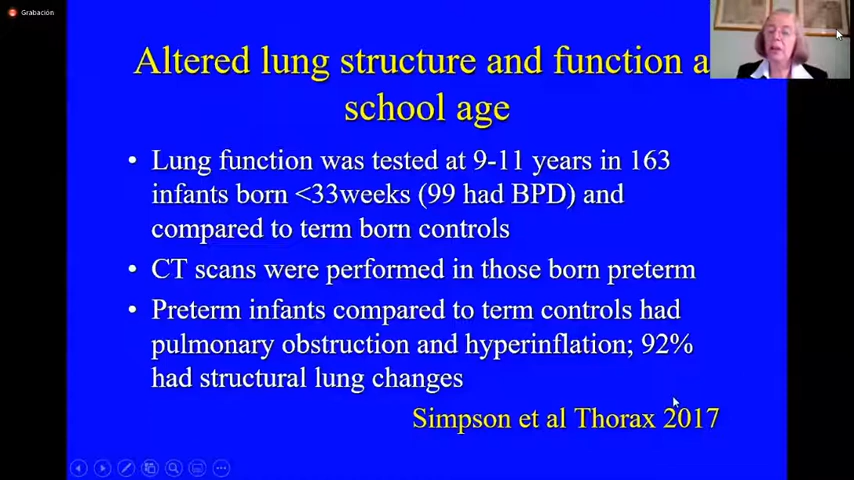 Grabación
Altered lung structure and function a
school age
• Lung function was tested at 9-11 years in 163
infants born <33weeks (99 had BPD) and
compared to term born controls
• CT scans were performed in those born preterm
• Preterm infants compared to term controls had
pulmonary obstruction and hyperinflation; 92%
had structural lung changes
Simpson et al Thorax 2017